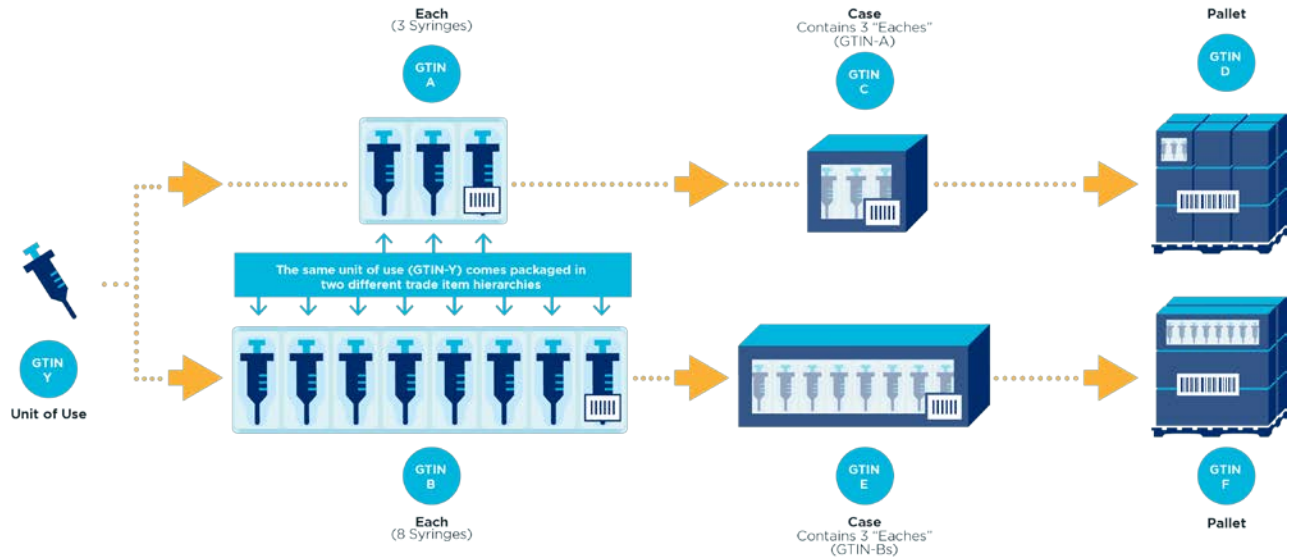 Each
(3 Syringes)
GTIN
A
Case
Contains 3 "Eaches"
(GTIN-A)
GTIN
C
Pallet
GTIN
D
The same unit of use (GTIN-Y) comes packaged in
two different trade item hierarchies
GTIN
Y
Unit of Use
GTIN
B
Each
(8 Syringes)
GTIN
E
Case
Contains 3 "Eaches"
(GTIN-Bs)
GTIN
F
Pallet